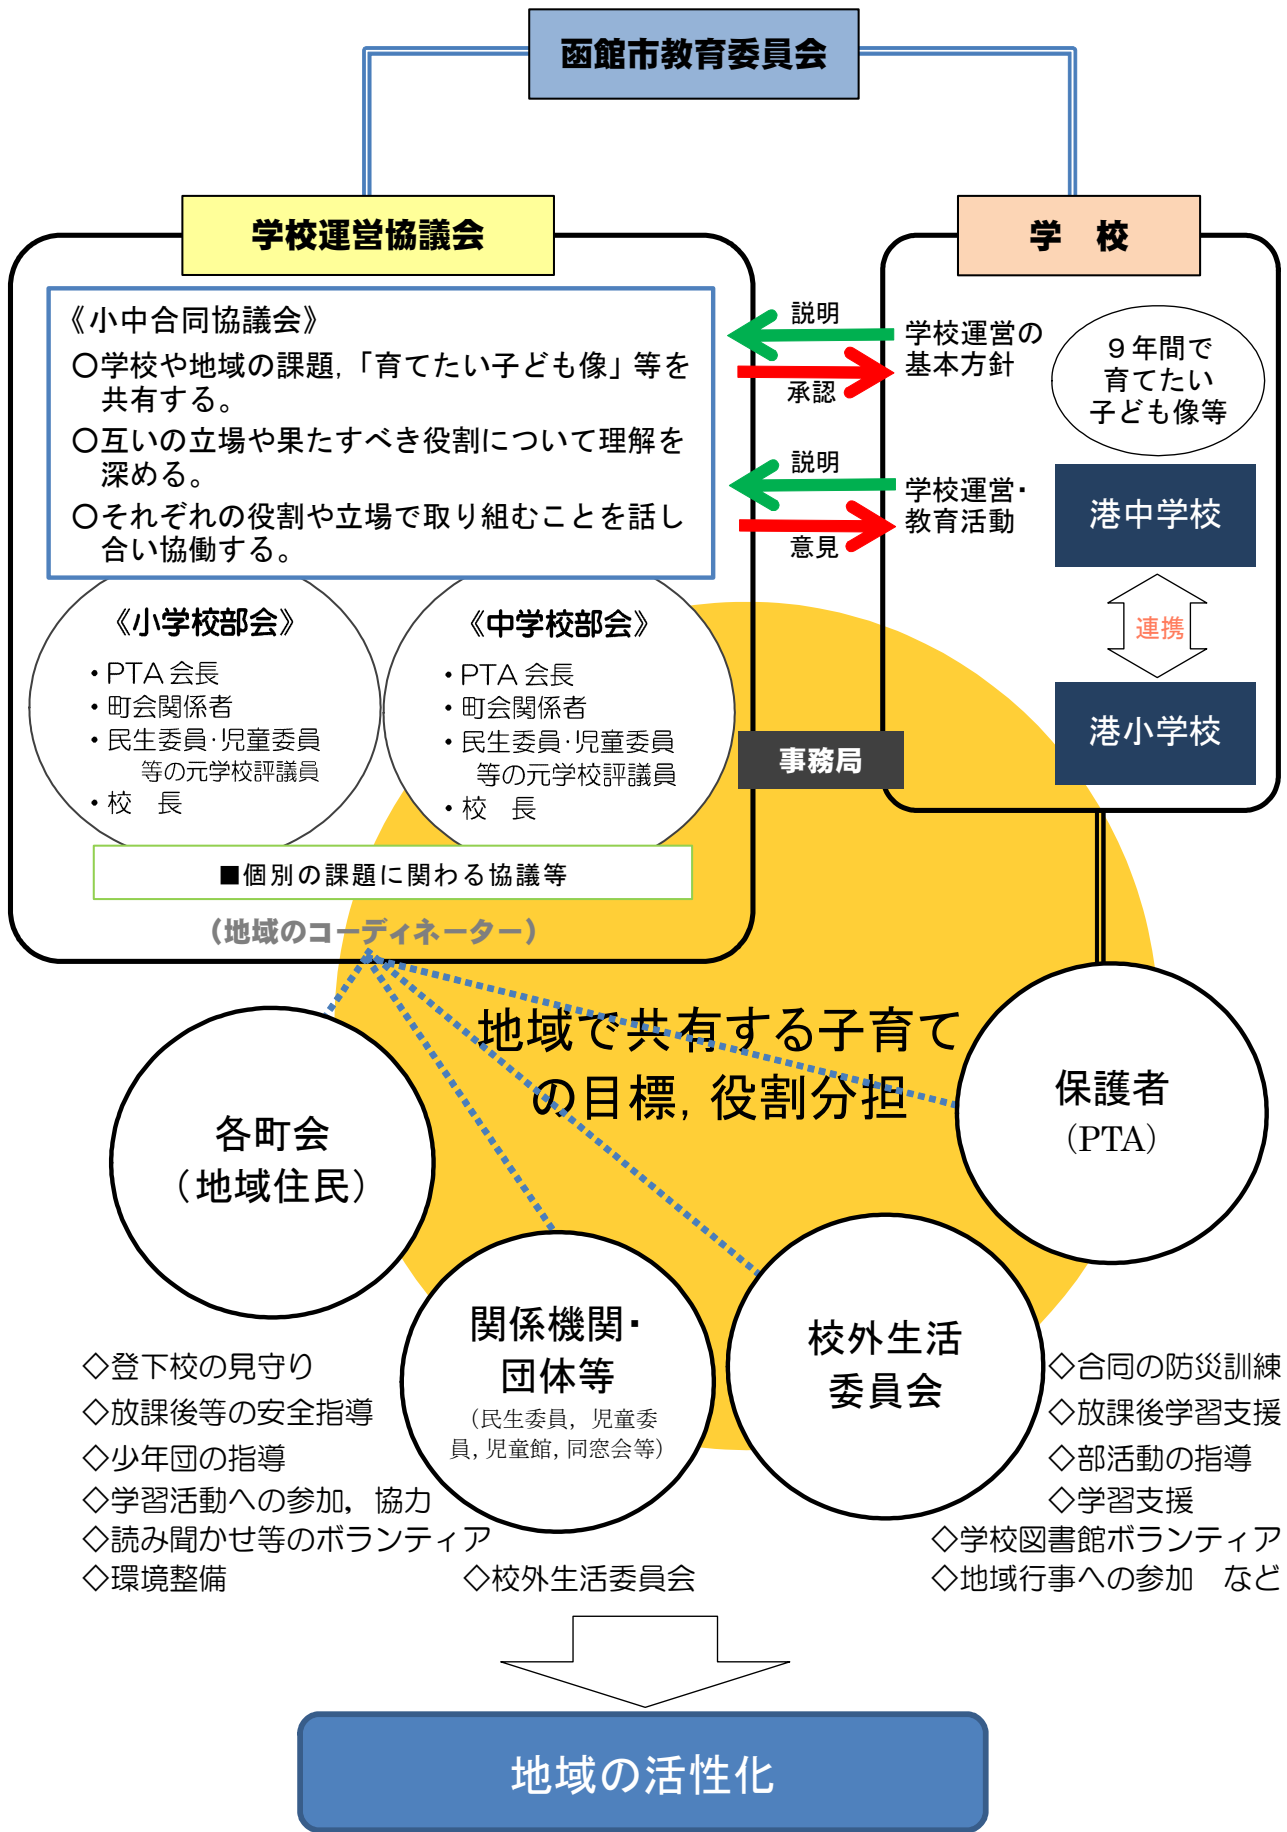 函館市教育委員会
学校運営協議会
学　校
《小中合同協議会》
〇学校や地域の課題，「育てたい子ども像」等を
共有する。
〇互いの立場や果たすべき役割について理解を
深める。
〇それぞれの役割や立場で取り組むことを話し
合い協働する。
説明
承認
学校運営の
基本方針
説明
意見
学校運営・
教育活動
９年間で
育てたい
子ども像等
港中学校
連携
港小学校
《小学校部会》
・PTA会長
・町会関係者
・民生委員・児童委員
等の元学校評議員
・校　長
《中学校部会》
・PTA会長
・町会関係者
・民生委員・児童委員
等の元学校評議員
・校　長
事務局
■個別の課題に関わる協議等
（地域のコーディネーター）
地域で共有する子育て
の目標，役割分担
各町会
（地域住民）
関係機関・
団体等
（民生委員，児童委
員，児童館，同窓会等）
校外生活
委員会
保護者
（PTA）
◇登下校の見守り
◇放課後等の安全指導
◇少年団の指導
◇学習活動への参加，協力
◇読み聞かせ等のボランティア
◇環境整備
◇校外生活委員会
◇合同の防災訓練
◇放課後学習支援
◇部活動の指導
◇学習支援
◇学校図書館ボランティア
◇地域行事への参加　など
地域の活性化